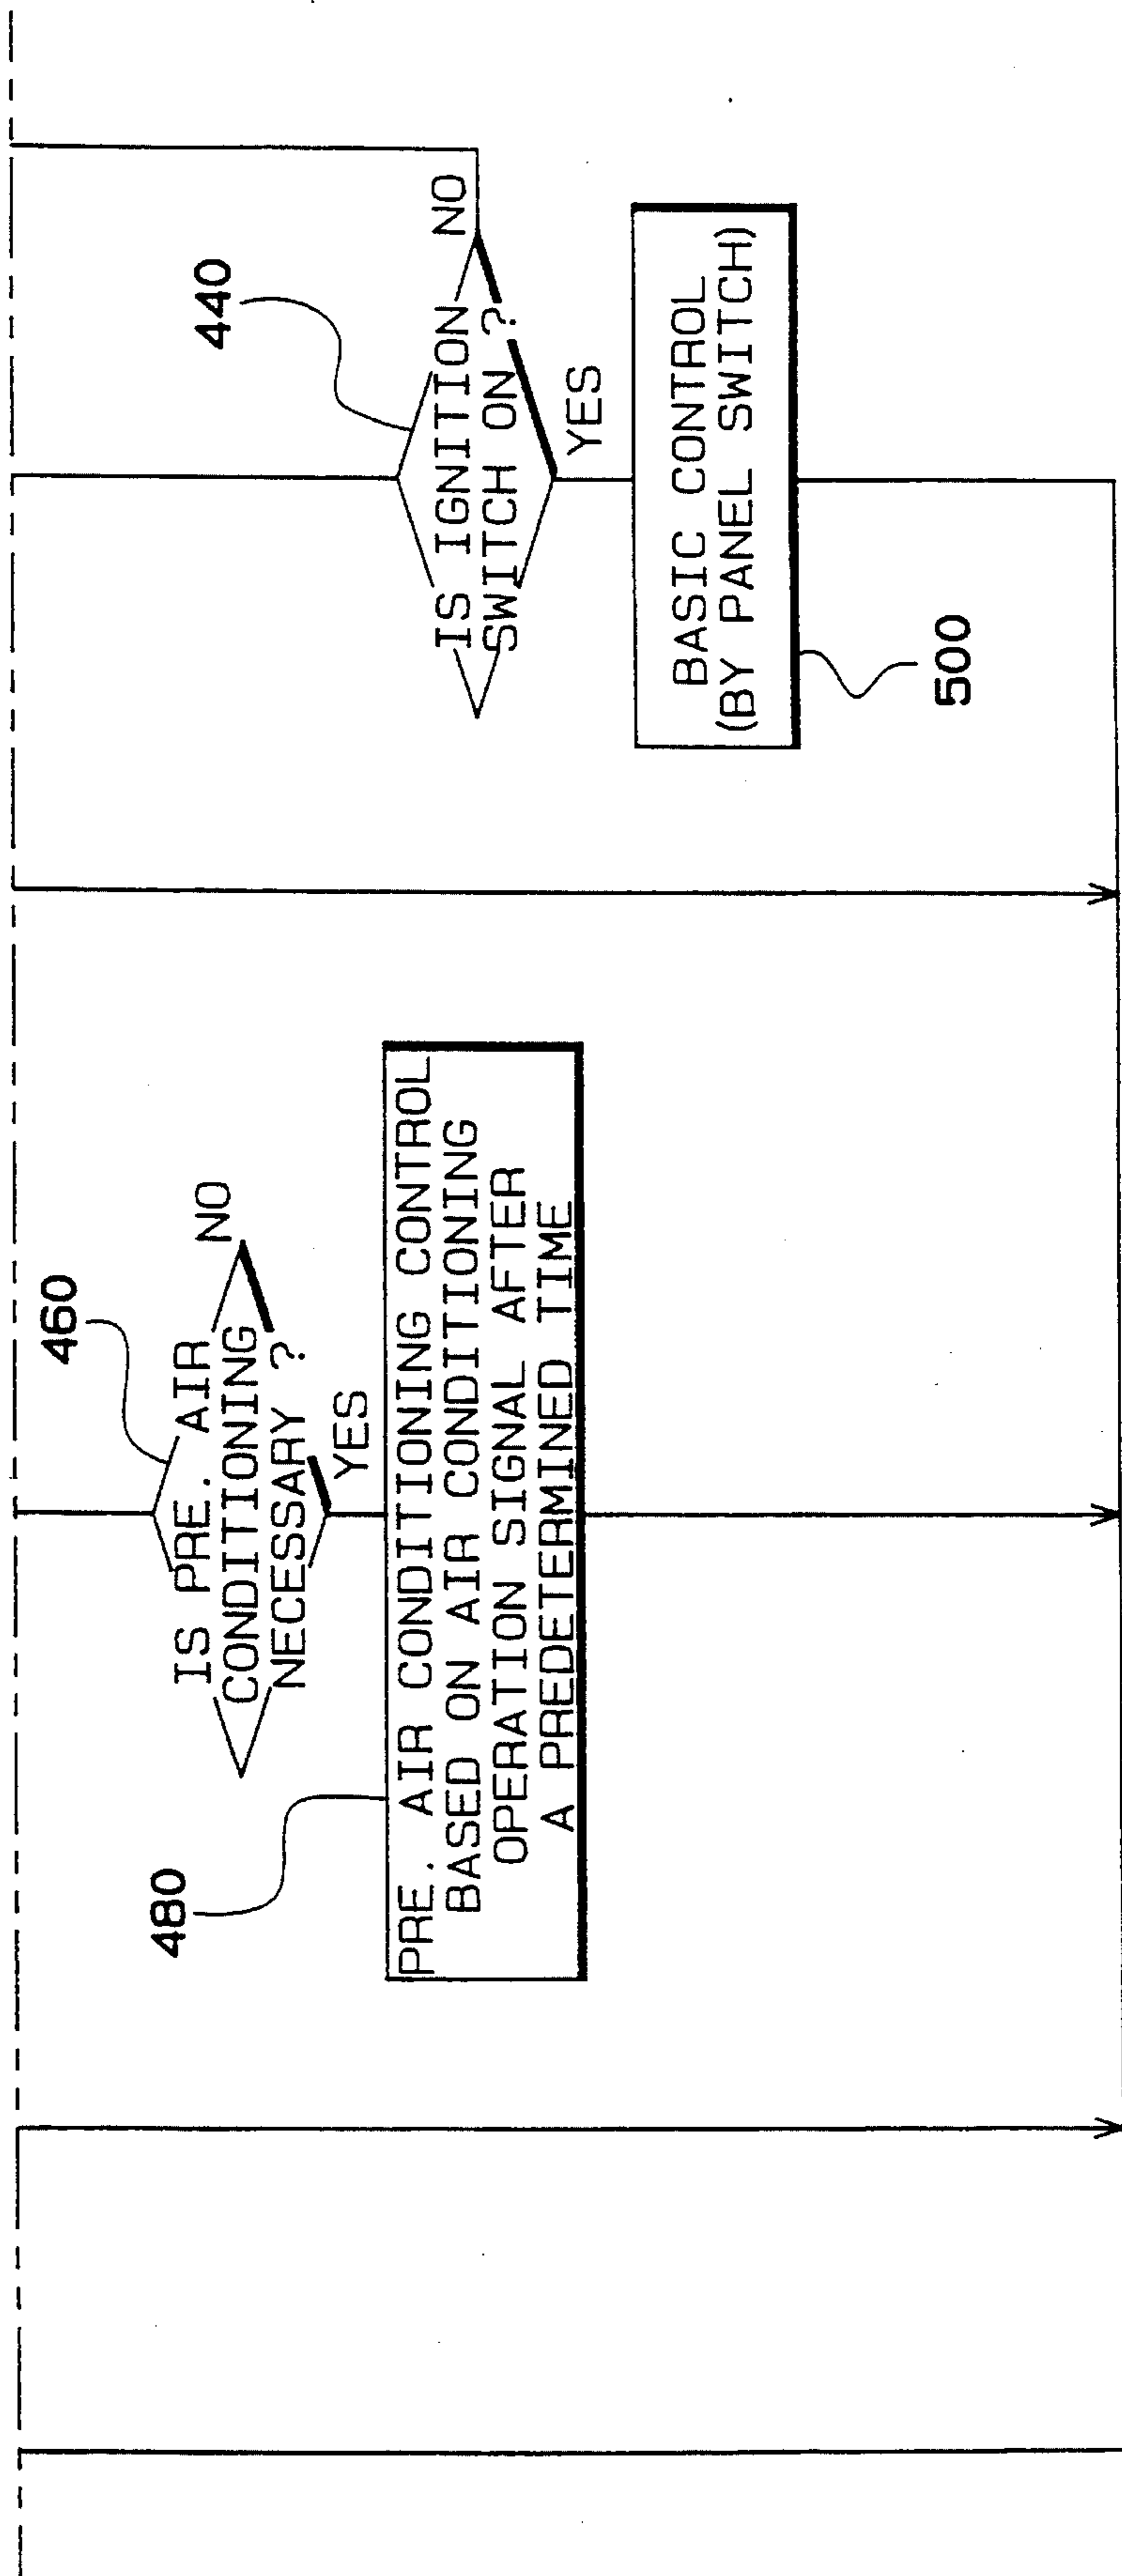 460
IS PRE. AIR
CONDITIONING
NECESSARY ?
NO
YES
480
PRE. AIR CONDITIONING CONTROL
BASED ON AIR CONDITIONING
OPERATION SIGNAL AFTER
A PREDETERMINED TIME
440
IS IGNITION
SWITCH ON ?
NO
YES
BASIC CONTROL
(BY PANEL SWITCH)
500